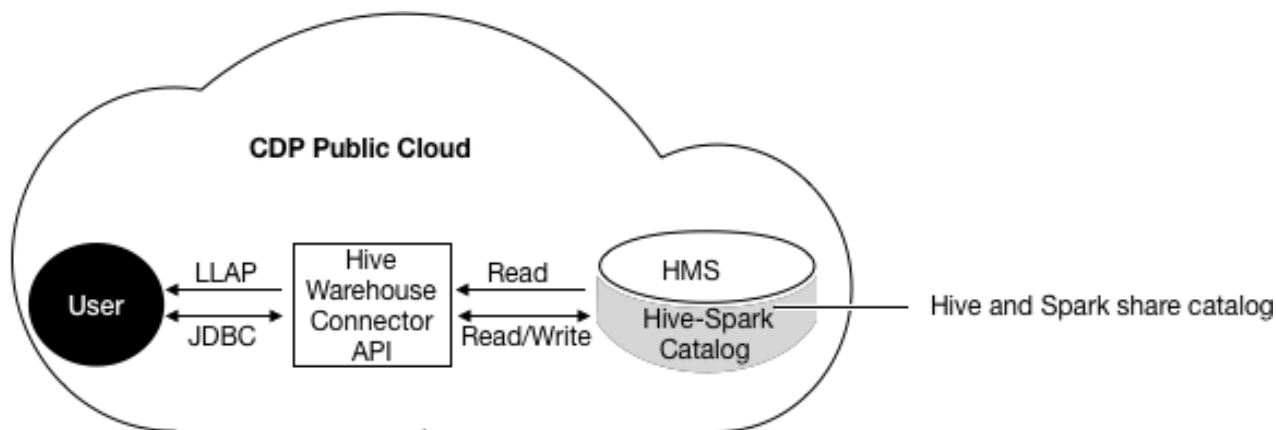 CDP Public Cloud
User
LLAP
JDBC
Hive
Warehouse
Connector
API
Read
Read/Write
HMS
Hive-Spark
Catalog
Hive and Spark share catalog